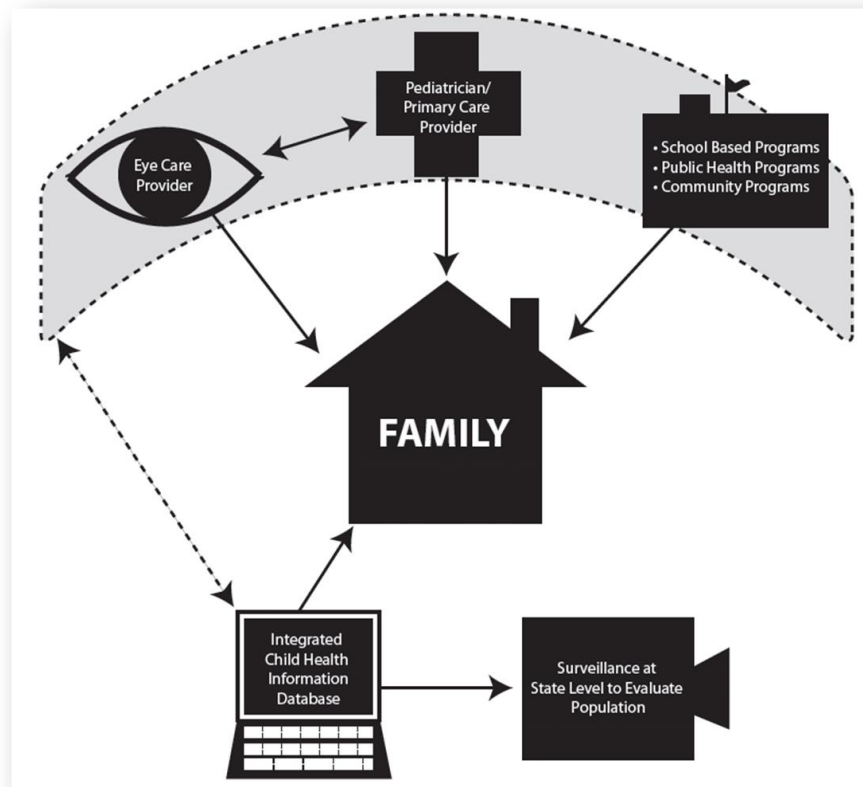 Pediatrician/
Primary Care
Provider
Eye Care
Provider
• School Based Programs
• Public Health Programs
• Community Programs
FAMILY
Integrated
Child Health
Information
Database
Surveillance at
State Level to Evaluate
Population